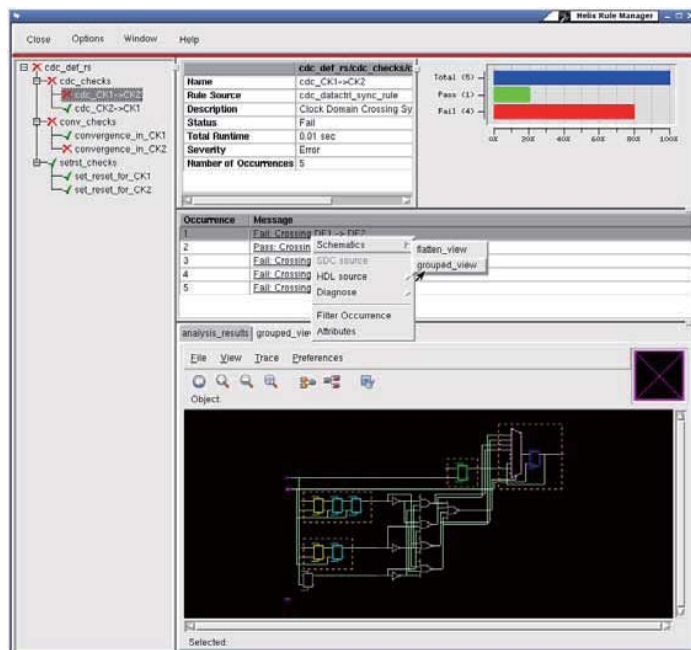 Helix Rule Manager
Close Options Window Help
cdc_def_rs
cdc_checks
cdc_CK1->CK2
cdc_CK2->CK1
conv_checks
convergence_in_CK1
convergence_in_CK2
setrst_checks
set_reset_for_CK1
set_reset_for_CK2
cdc_def_rs/cdc_checks/c
Name cdc_CK1->CK2
Rule Source cdc_datactrl_sync_rule
Description Clock Domain Crossing Sy
Status Fail
Total Runtime 0.01 sec
Severity Error
Number of Occurrences 5
Total (5)
Pass (1)
Fail (4)
0% 20% 40% 60% 80% 100%
Occurrence Message
1 Fail: Crossing DF1 -> DF2
2 Pass: Crossin
3 Fail: Crossing
4 Fail: Crossing
5 Fail: Crossing
Schematics
SDC source
HDL source
Diagnose
Filter Occurrence
Attributes
flatten_view
grouped_view
analysis_results grouped_view
File View Trace Preferences
Object:
Selected: